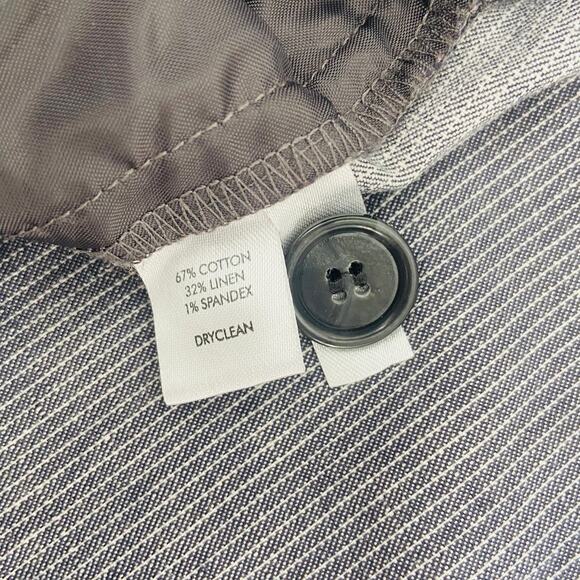 67% COTTON
32% LINEN
1% SPANDEX
DRYCLEAN